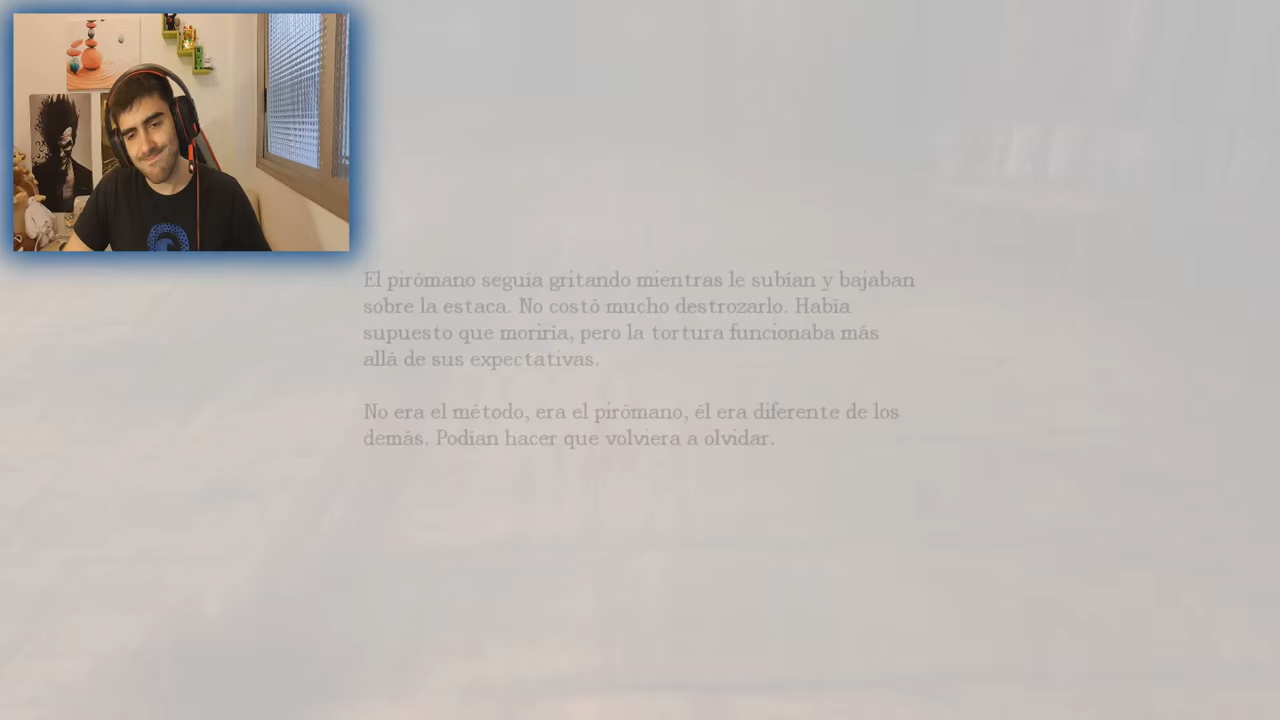 El pirómano seguía gritando mientras le subían y bajaban
sobre la estaca. No costó mucho destrozarlo. Había
supuesto que moriría, pero la tortura funcionaba más
allá de sus expectativas.
No era el método, era el pirómano, él era diferente de los
demás. Podían hacer que volviera a olvidar.